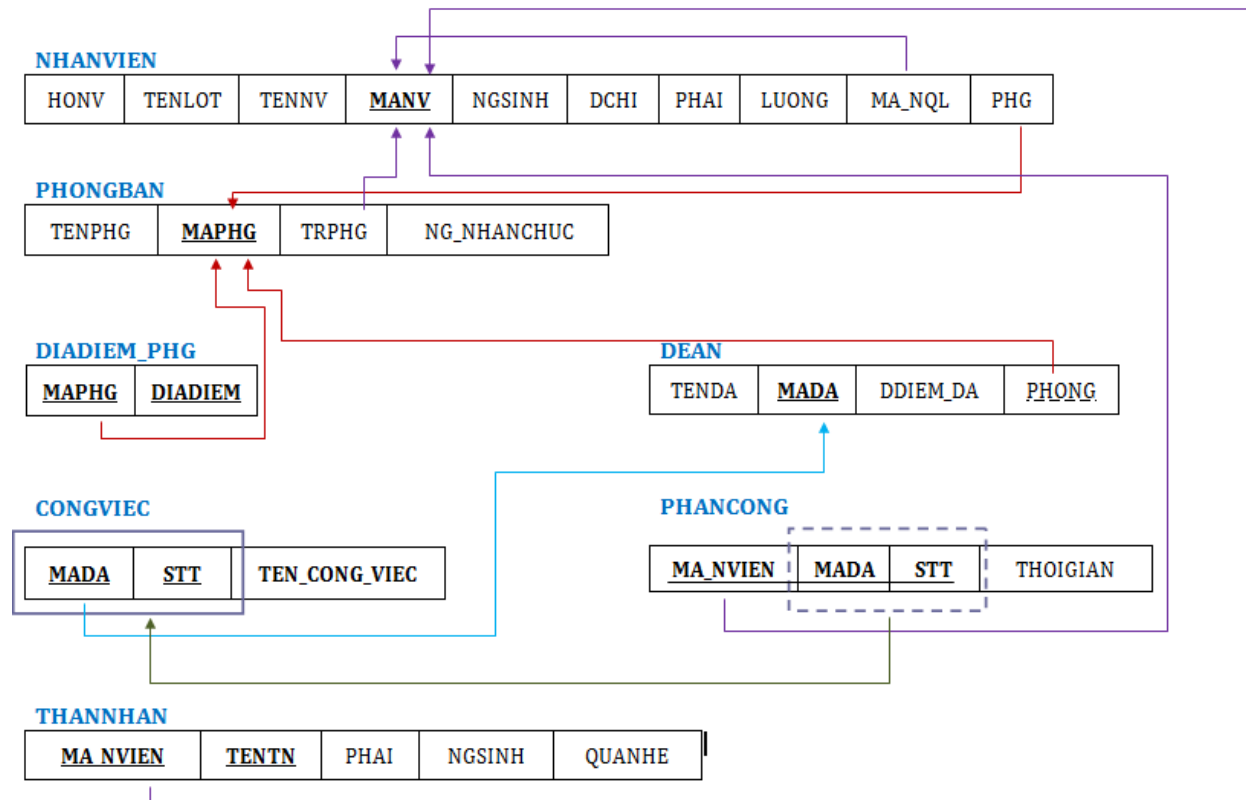 NHANVIEN
HONV TENLOT TENNV MANV NGSINH DCHI PHAI LUONG MA_NQL PHG
PHONGBAN
TENPHG MAPHG TRPHG NG_NHANCHUC
DIADIEM_PHG
MAPHG DIADIEM
DEAN
TENDA MADA DDIEM_DA PHONG
CONGVIEC
MADA STT TEN_CONG_VIEC
PHANCONG
MA_NVIEN MADA STT THOIGIAN
THANNHAN
MA_NVIEN TENTN PHAI NGSINH QUANHE